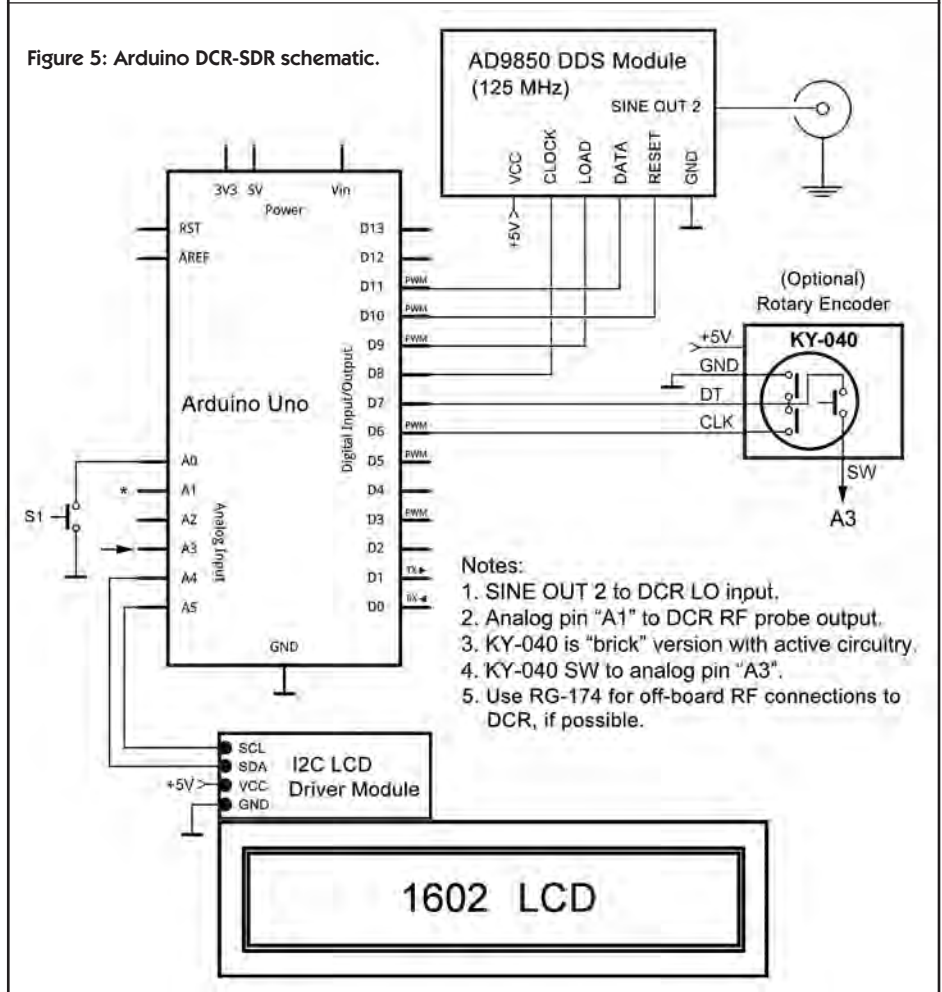 Figure 5: Arduino DCR-SDR schematic.
AD9850 DDS Module
(125 MHz)
SINE OUT 2
VCC
CLOCK
LOAD
DATA
RESET
GND
+5V
3V3 5V Vin
Power
RST
AREF
D13
D12
D11 PWM
D10 PWM
D9 PWM
D8
D7
D6 PWM
D5 PWM
D4
D3 PWM
D2
D1 TX
D0 RX
Digital Input/Output
Arduino Uno
A0
* A1
A2
A3
A4
A5
Analog Input
S1
GND
(Optional)
Rotary Encoder
KY-040
+5V
GND
DT
CLK
SW
A3
Notes:
1. SINE OUT 2 to DCR LO input.
2. Analog pin "A1" to DCR RF probe output.
3. KY-040 is "brick" version with active circuitry.
4. KY-040 SW to analog pin "A3".
5. Use RG-174 for off-board RF connections to
DCR, if possible.
SCL
SDA
+5V VCC
GND
I2C LCD
Driver Module
1602 LCD